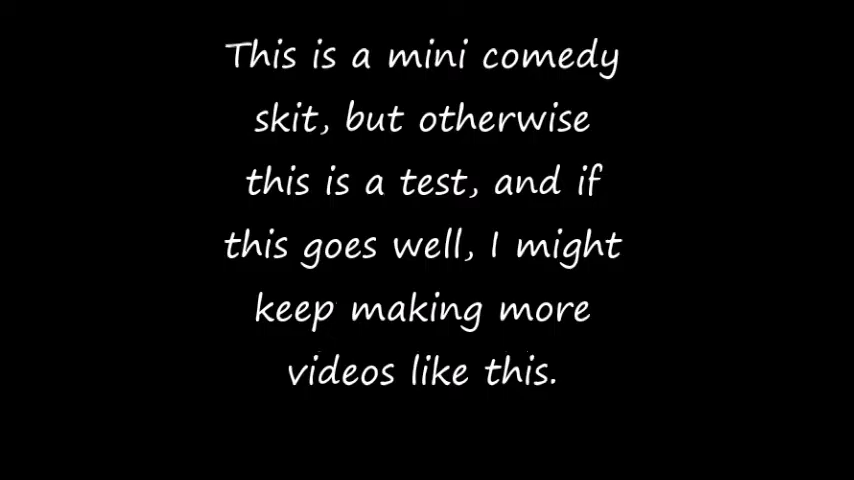 This is a mini comedy
skit, but otherwise
this is a test, and if
this goes well, I might
keep making more
videos like this.